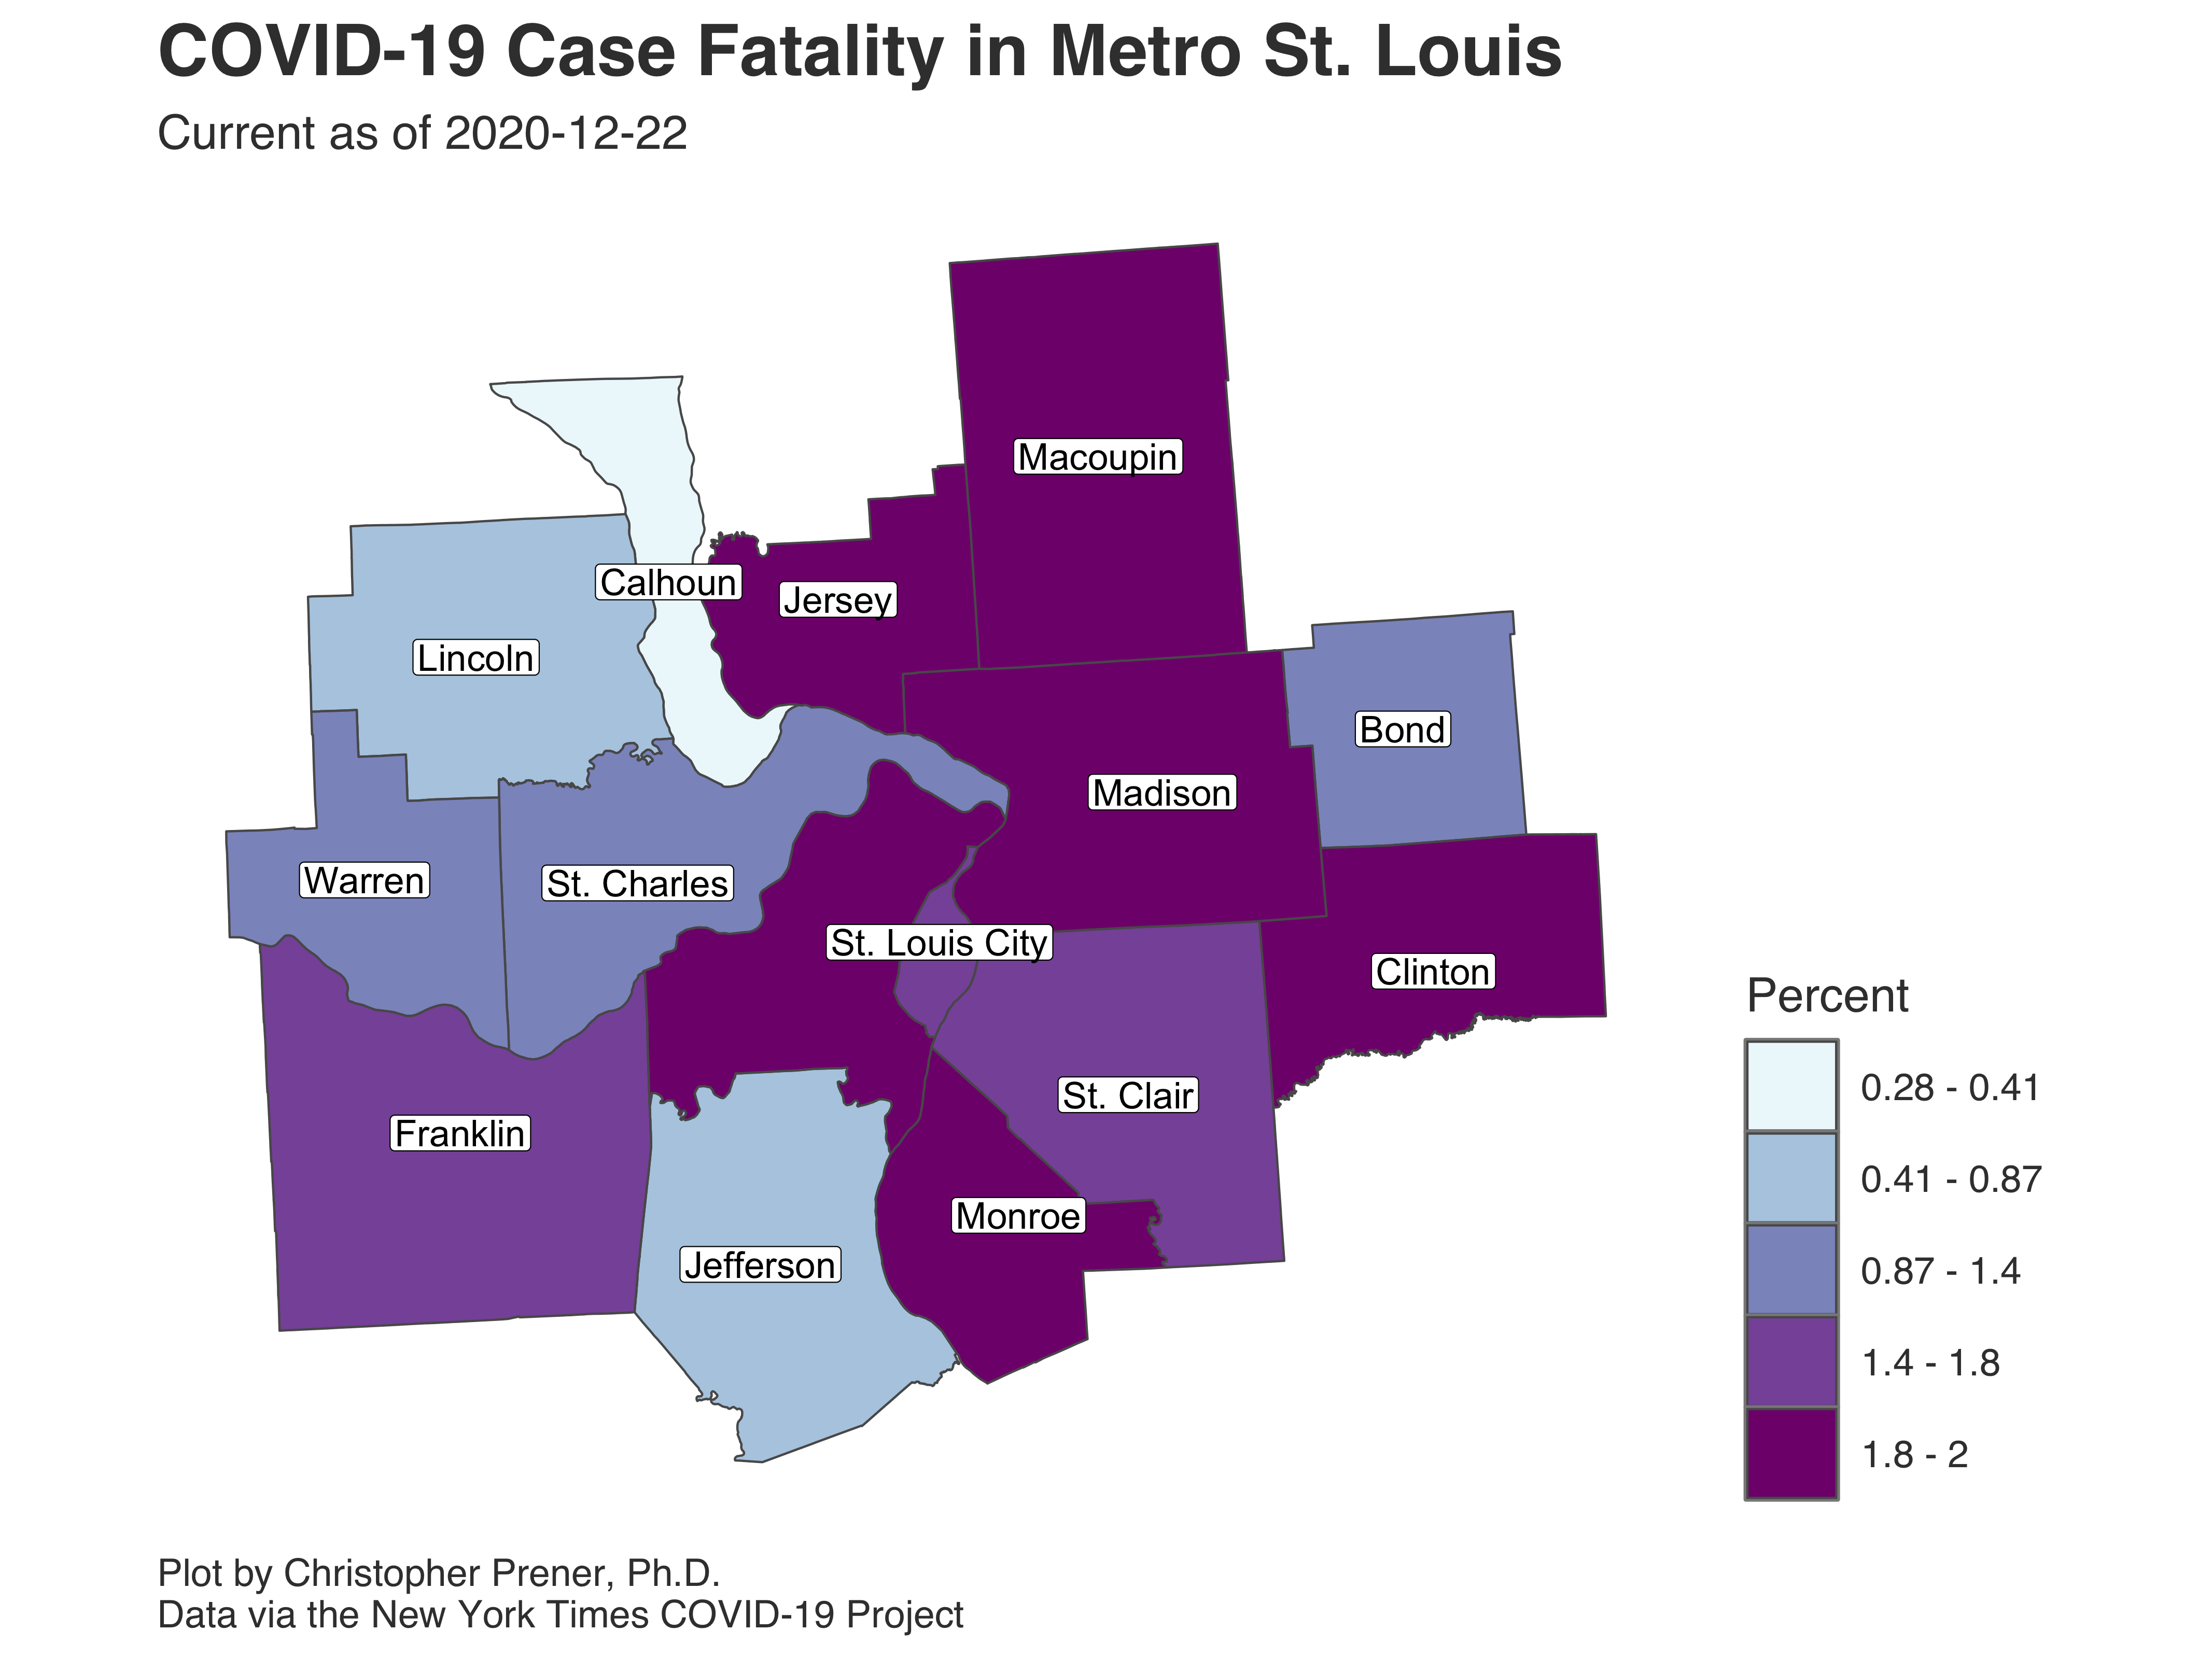 COVID-19 Case Fatality in Metro St. Louis
Current as of 2020-12-22
Macoupin
Calhoun
Jersey
Lincoln
Bond
Madison
Warren
St. Charles
St. Louis City
Clinton
St. Clair
Franklin
Monroe
Jefferson
Percent
0.28 - 0.41
0.41 - 0.87
0.87 - 1.4
1.4 - 1.8
1.8 - 2
Plot by Christopher Prener, Ph.D.
Data via the New York Times COVID-19 Project